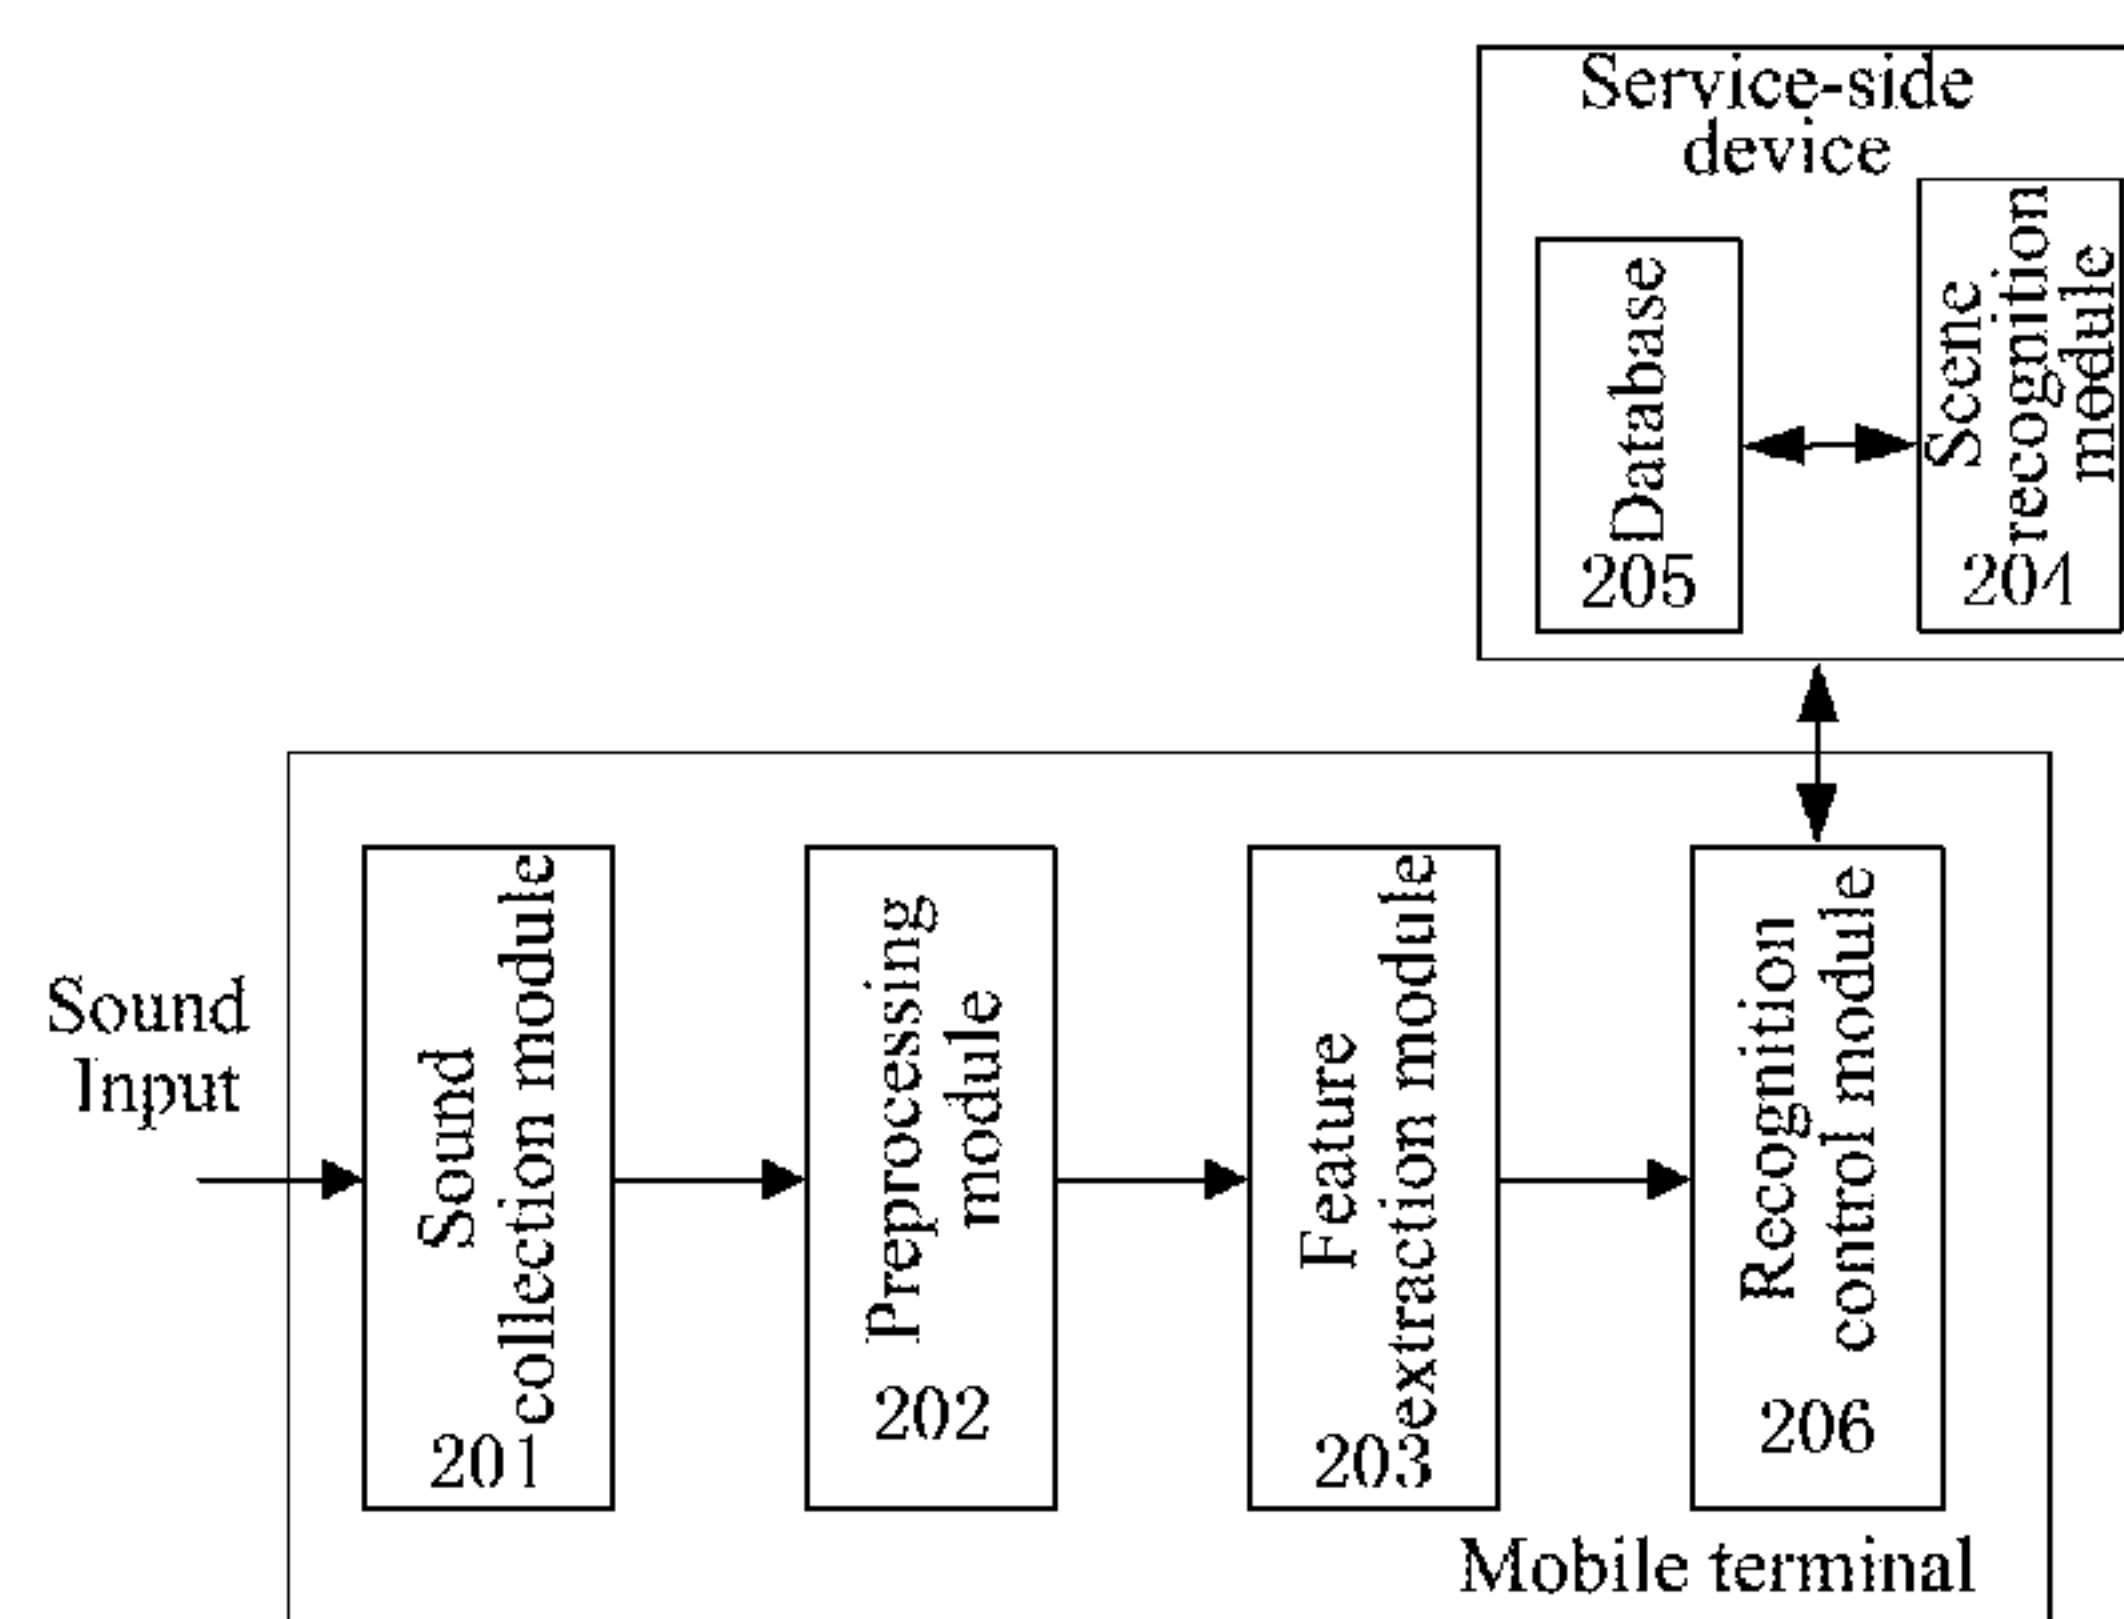 Service-side
device
Database
205
Scene
recognition
module
204
Sound
Input
Sound
collection module
201
Preprocessing
module
202
Feature
extraction module
203
Recognition
control module
206
Mobile terminal